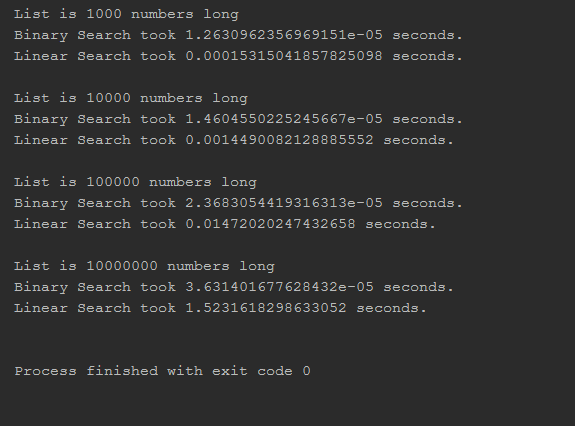 List is 1000 numbers long
Binary Search took 1.2630962356969151e-05 seconds.
Linear Search took 0.00015315041857825098 seconds.
List is 10000 numbers long
Binary Search took 1.4604550225245667e-05 seconds.
Linear Search took 0.0014490082128885552 seconds.
List is 100000 numbers long
Binary Search took 2.3683054419316313e-05 seconds.
Linear Search took 0.01472020247432658 seconds.
List is 10000000 numbers long
Binary Search took 3.631401677628432e-05 seconds.
Linear Search took 1.5231618298633052 seconds.
Process finished with exit code 0